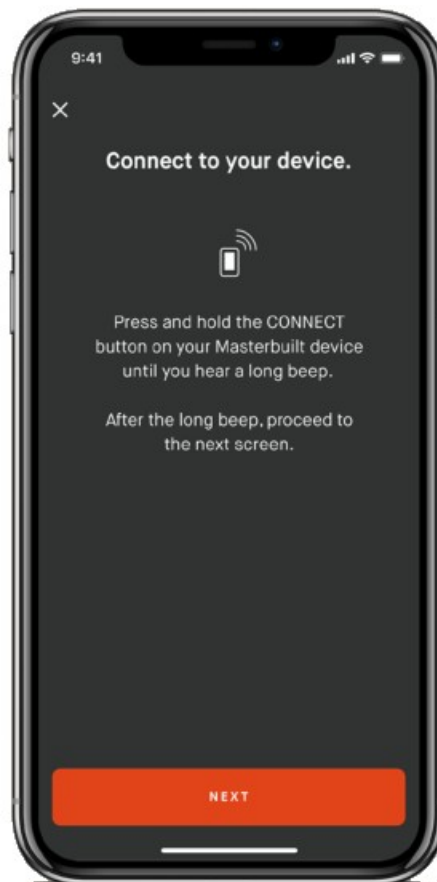 9:41
Connect to your device.
Press and hold the CONNECT
button on your Masterbuilt device
until you hear a long beep.
After the long beep, proceed to
the next screen.
NEXT